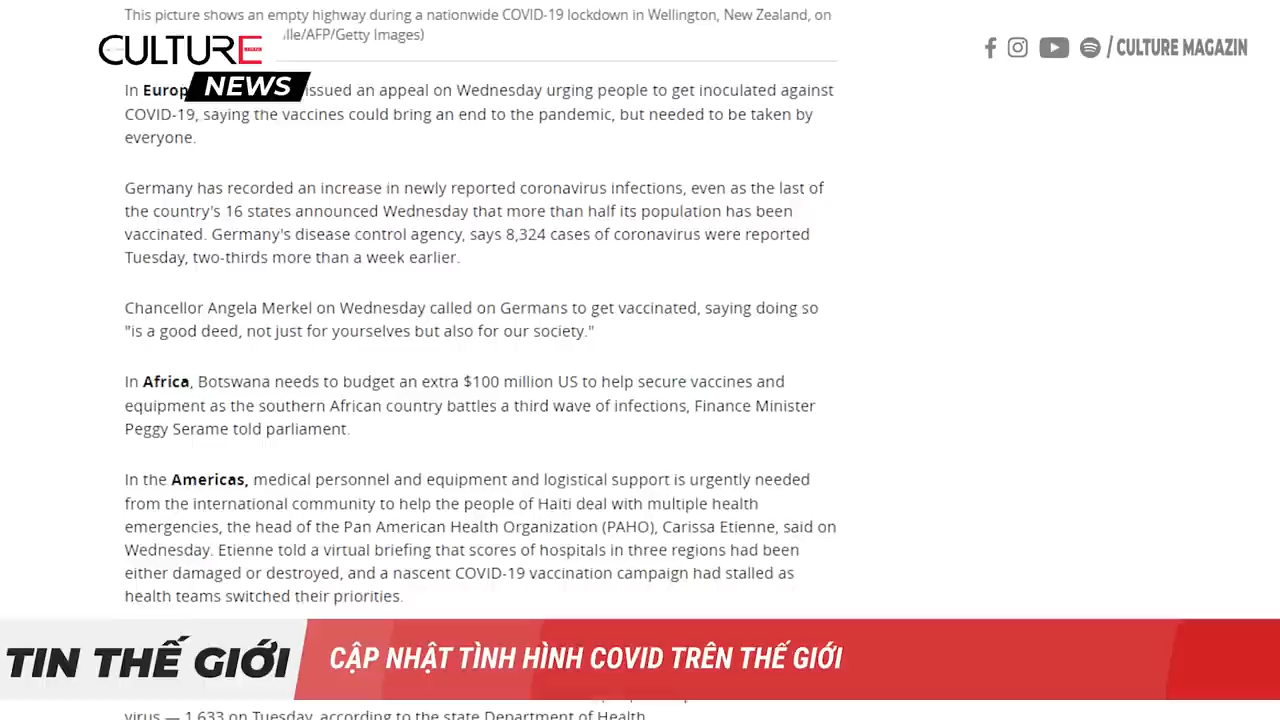 This picture shows an empty highway during a nationwide COVID-19 lockdown in Wellington, New Zealand, on
lle/AFP/Getty Images)
CULTURE
NEWS
/ CULTURE MAGAZIN
In Europ issued an appeal on Wednesday urging people to get inoculated against
COVID-19, saying the vaccines could bring an end to the pandemic, but needed to be taken by
everyone.
Germany has recorded an increase in newly reported coronavirus infections, even as the last of
the country's 16 states announced Wednesday that more than half its population has been
vaccinated. Germany's disease control agency, says 8,324 cases of coronavirus were reported
Tuesday, two-thirds more than a week earlier.
Chancellor Angela Merkel on Wednesday called on Germans to get vaccinated, saying doing so
"is a good deed, not just for yourselves but also for our society."
In Africa, Botswana needs to budget an extra $100 million US to help secure vaccines and
equipment as the southern African country battles a third wave of infections, Finance Minister
Peggy Serame told parliament.
In the Americas, medical personnel and equipment and logistical support is urgently needed
from the international community to help the people of Haiti deal with multiple health
emergencies, the head of the Pan American Health Organization (PAHO), Carissa Etienne, said on
Wednesday. Etienne told a virtual briefing that scores of hospitals in three regions had been
either damaged or destroyed, and a nascent COVID-19 vaccination campaign had stalled as
health teams switched their priorities.
TIN THẾ GIỚI
CẬP NHẬT TÌNH HÌNH COVID TRÊN THẾ GIỚI
virus — 1,633 on Tuesday, according to the state Department of Health.